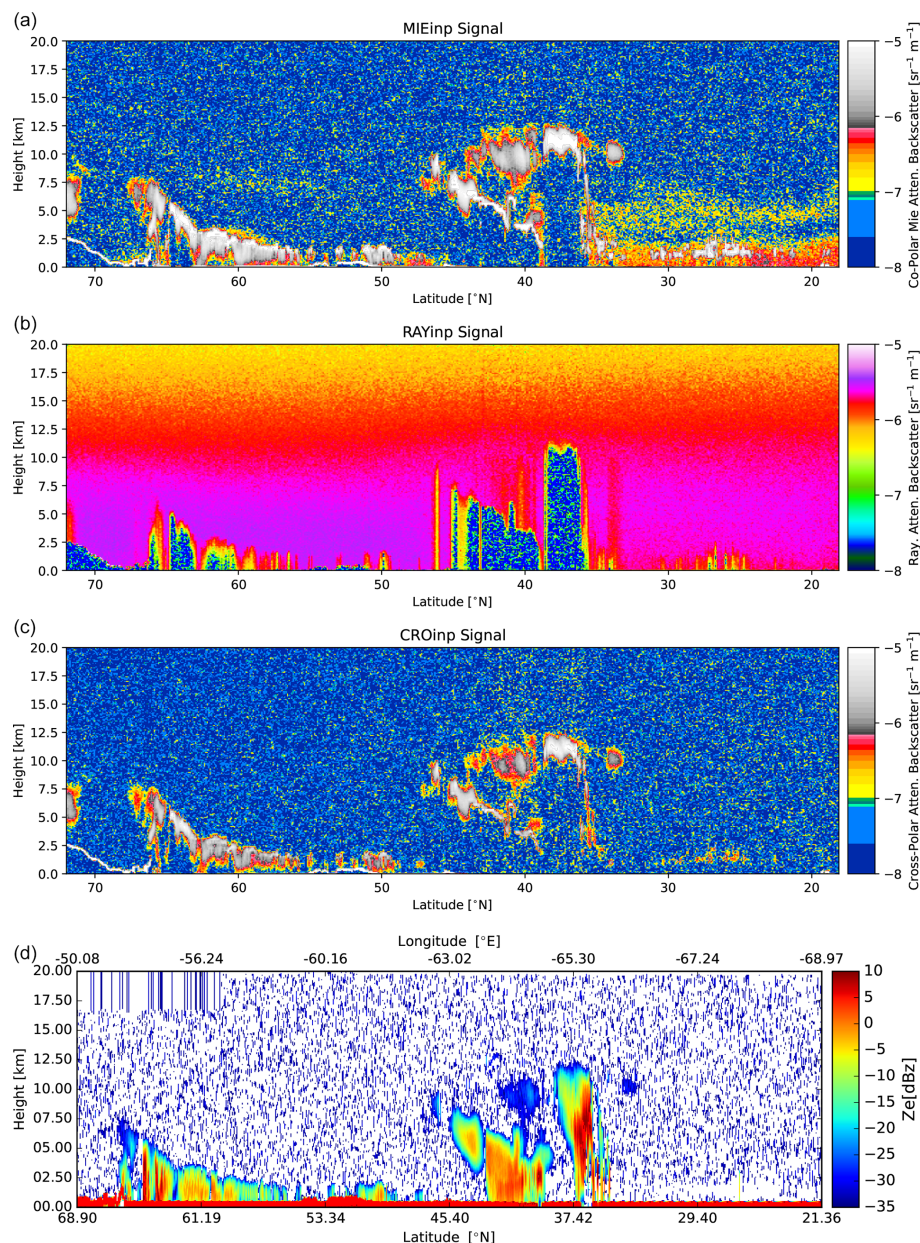 (a)
MIEinp Signal
20.0
17.5
15.0
12.5
10.0
7.5
5.0
2.5
0.0
Height [km]
70 60 50 40 30 20
Latitude [°N]
−5
−6
−7
−8
Co-Polar Mie Atten. Backscatter [sr⁻¹ m⁻¹]
(b)
RAYinp Signal
20.0
17.5
15.0
12.5
10.0
7.5
5.0
2.5
0.0
Height [km]
70 60 50 40 30 20
Latitude [°N]
−5
−6
−7
−8
Ray. Atten. Backscatter [sr⁻¹ m⁻¹]
(c)
CROinp Signal
20.0
17.5
15.0
12.5
10.0
7.5
5.0
2.5
0.0
Height [km]
70 60 50 40 30 20
Latitude [°N]
−5
−6
−7
−8
Cross-Polar Atten. Backscatter [sr⁻¹ m⁻¹]
(d)
Longitude [°E]
-50.08 -56.24 -60.16 -63.02 -65.30 -67.24 -68.97
20.00
17.50
15.00
12.50
10.00
07.50
05.00
02.50
00.00
Height [km]
68.90 61.19 53.34 45.40 37.42 29.40 21.36
Latitude [°N]
10
5
0
−5
−10
−15
−20
−25
−30
−35
Ze[dBz]